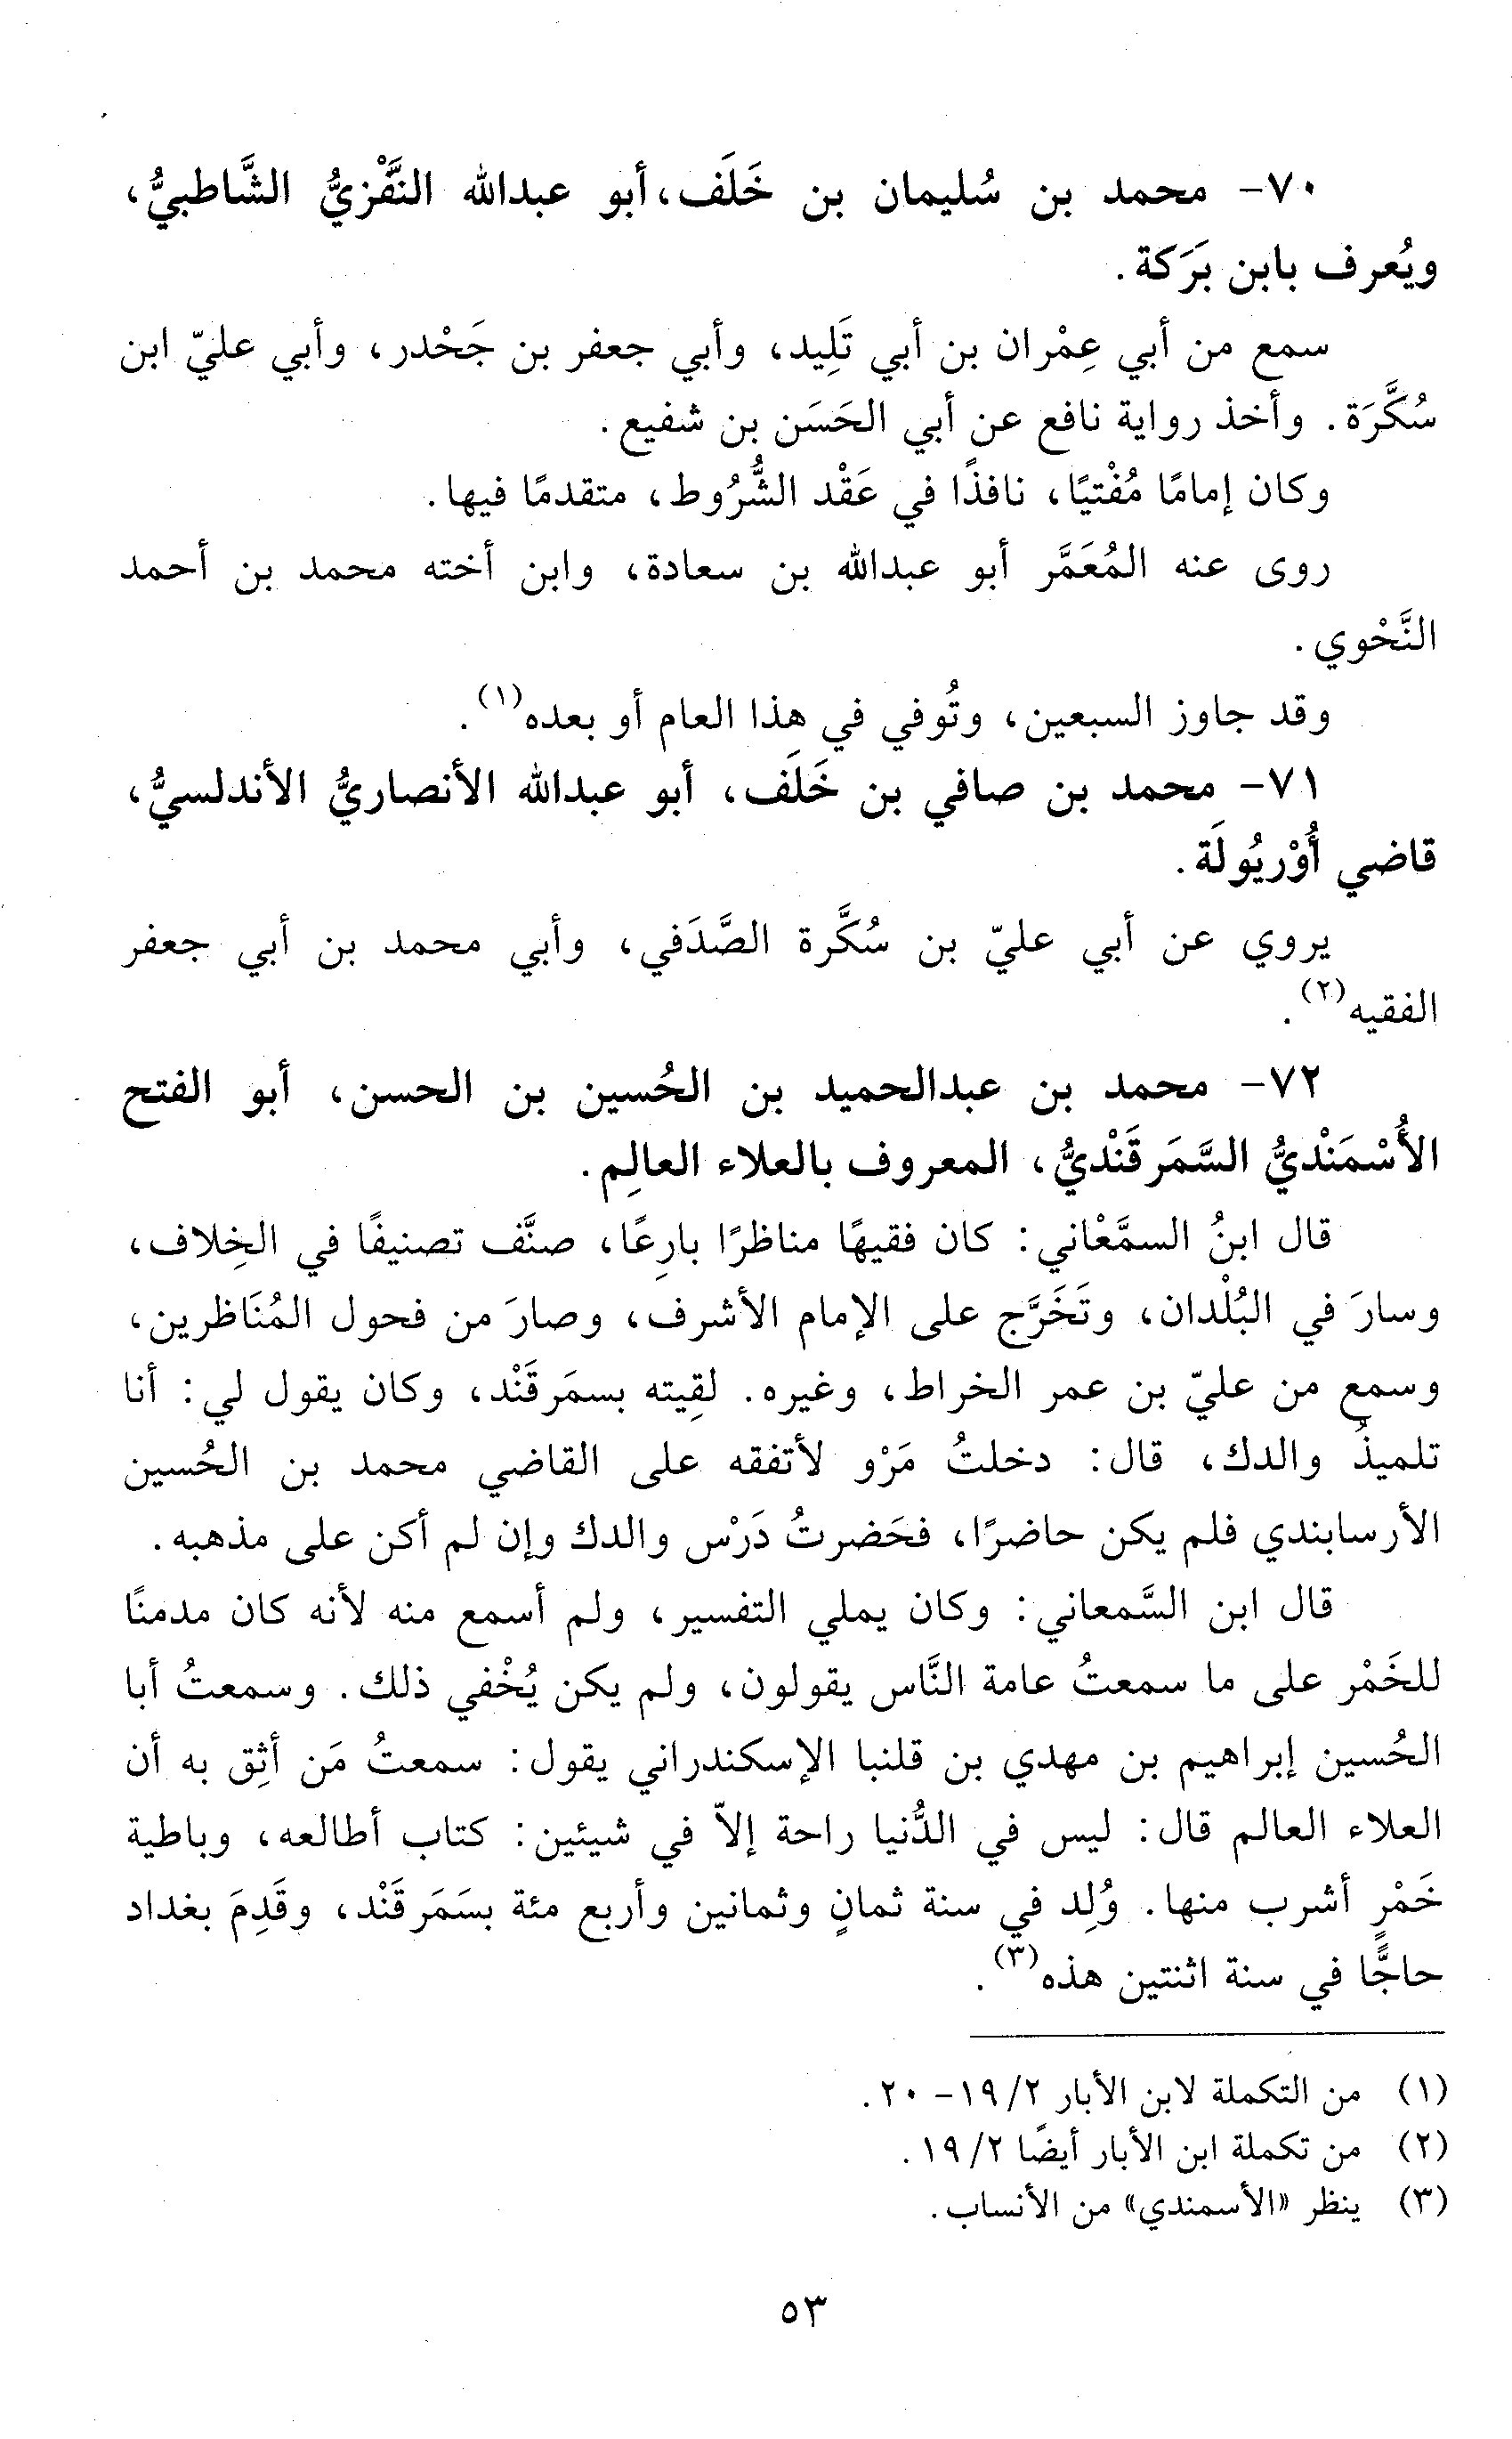 ٧٠- محمد بن سُليمان بن خَلَف، أبو عبدالله النَّفْزيُّ الشَّاطبيُّ،
ويُعرف بابن بَرَكة.
سمع من أبي عِمْران بن أبي تَلِيد، وأبي جعفر بن جَحْدر، وأبي عليّ ابن
سُكَّرَة. وأخذ رواية نافع عن أبي الحَسَن بن شفيع.
وكان إمامًا مُفْتيًا، نافذًا في عَقْد الشُّرُوط، متقدمًا فيها.
روى عنه المُعَمَّر أبو عبدالله بن سعادة، وابن أخته محمد بن أحمد
النَّحْوي.
وقد جاوز السبعين، وتُوفي في هذا العام أو بعده(١).
٧١- محمد بن صافي بن خَلَف، أبو عبدالله الأنصاريُّ الأندلسيُّ،
قاضي أُوْريُولَة.
يروي عن أبي عليّ بن سُكَّرة الصَّدَفي، وأبي محمد بن أبي جعفر
الفقيه(٢).
٧٢- محمد بن عبدالحميد بن الحُسين بن الحسن، أبو الفتح
الأُسْمَنْديُّ السَّمَرقَنْديُّ، المعروف بالعلاء العالِم.
قال ابنُ السمَّعْاني: كان فقيهًا مناظرًا بارِعًا، صنَّف تصنيفًا في الخِلاف،
وسارَ في البُلْدان، وتَخَرَّج على الإمام الأشرف، وصارَ من فحول المُنَاظرين،
وسمع من عليّ بن عمر الخراط، وغيره. لقِيته بسمَرقَنْد، وكان يقول لي: أنا
تلميذُ والدك، قال: دخلتُ مَرْو لأتفقه على القاضي محمد بن الحُسين
الأرسابندي فلم يكن حاضرًا، فحَضرتُ دَرْس والدك وإن لم أكن على مذهبه.
قال ابن السَّمعاني: وكان يملي التفسير، ولم أسمع منه لأنه كان مدمنًا
للخَمْر على ما سمعتُ عامة النَّاس يقولون، ولم يكن يُخْفي ذلك. وسمعتُ أبا
الحُسين إبراهيم بن مهدي بن قلنبا الإسكندراني يقول: سمعتُ مَن أثِق به أن
العلاء العالم قال: ليس في الدُّنيا راحة إلاّ في شيئين: كتاب أطالعه، وباطية
خَمْرٍ أشرب منها. وُلِد في سنة ثمانٍ وثمانين وأربع مئة بسَمَرقَنْد، وقَدِمَ بغداد
حاجًّا في سنة اثنتين هذه(٣).
(١) من التكملة لابن الأبار ٢/ ١٩- ٢٠.
(٢) من تكملة ابن الأبار أيضًا ٢/ ١٩.
(٣) ينظر «الأسمندي» من الأنساب.
٥٣